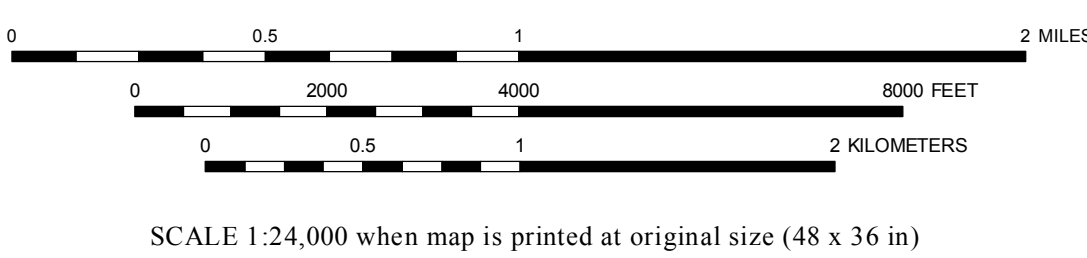 0 0.5 1 2 MILES
0 2000 4000 8000 FEET
0 0.5 1 2 KILOMETERS
SCALE 1:24,000 when map is printed at original size (48 x 36 in)